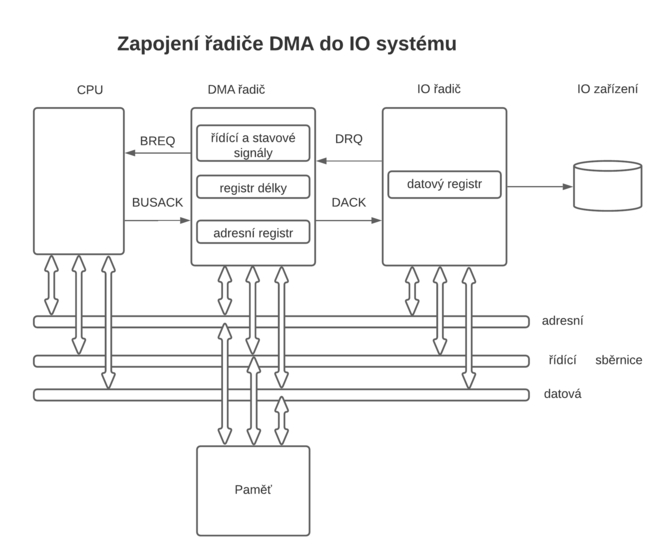 Zapojení řadiče DMA do IO systému
CPU
DMA řadič
IO řadič
IO zařízení
BREQ
řídící a stavové
signály
DRQ
registr délky
datový registr
BUSACK
DACK
adresní registr
adresní
řídící sběrnice
datová
Paměť